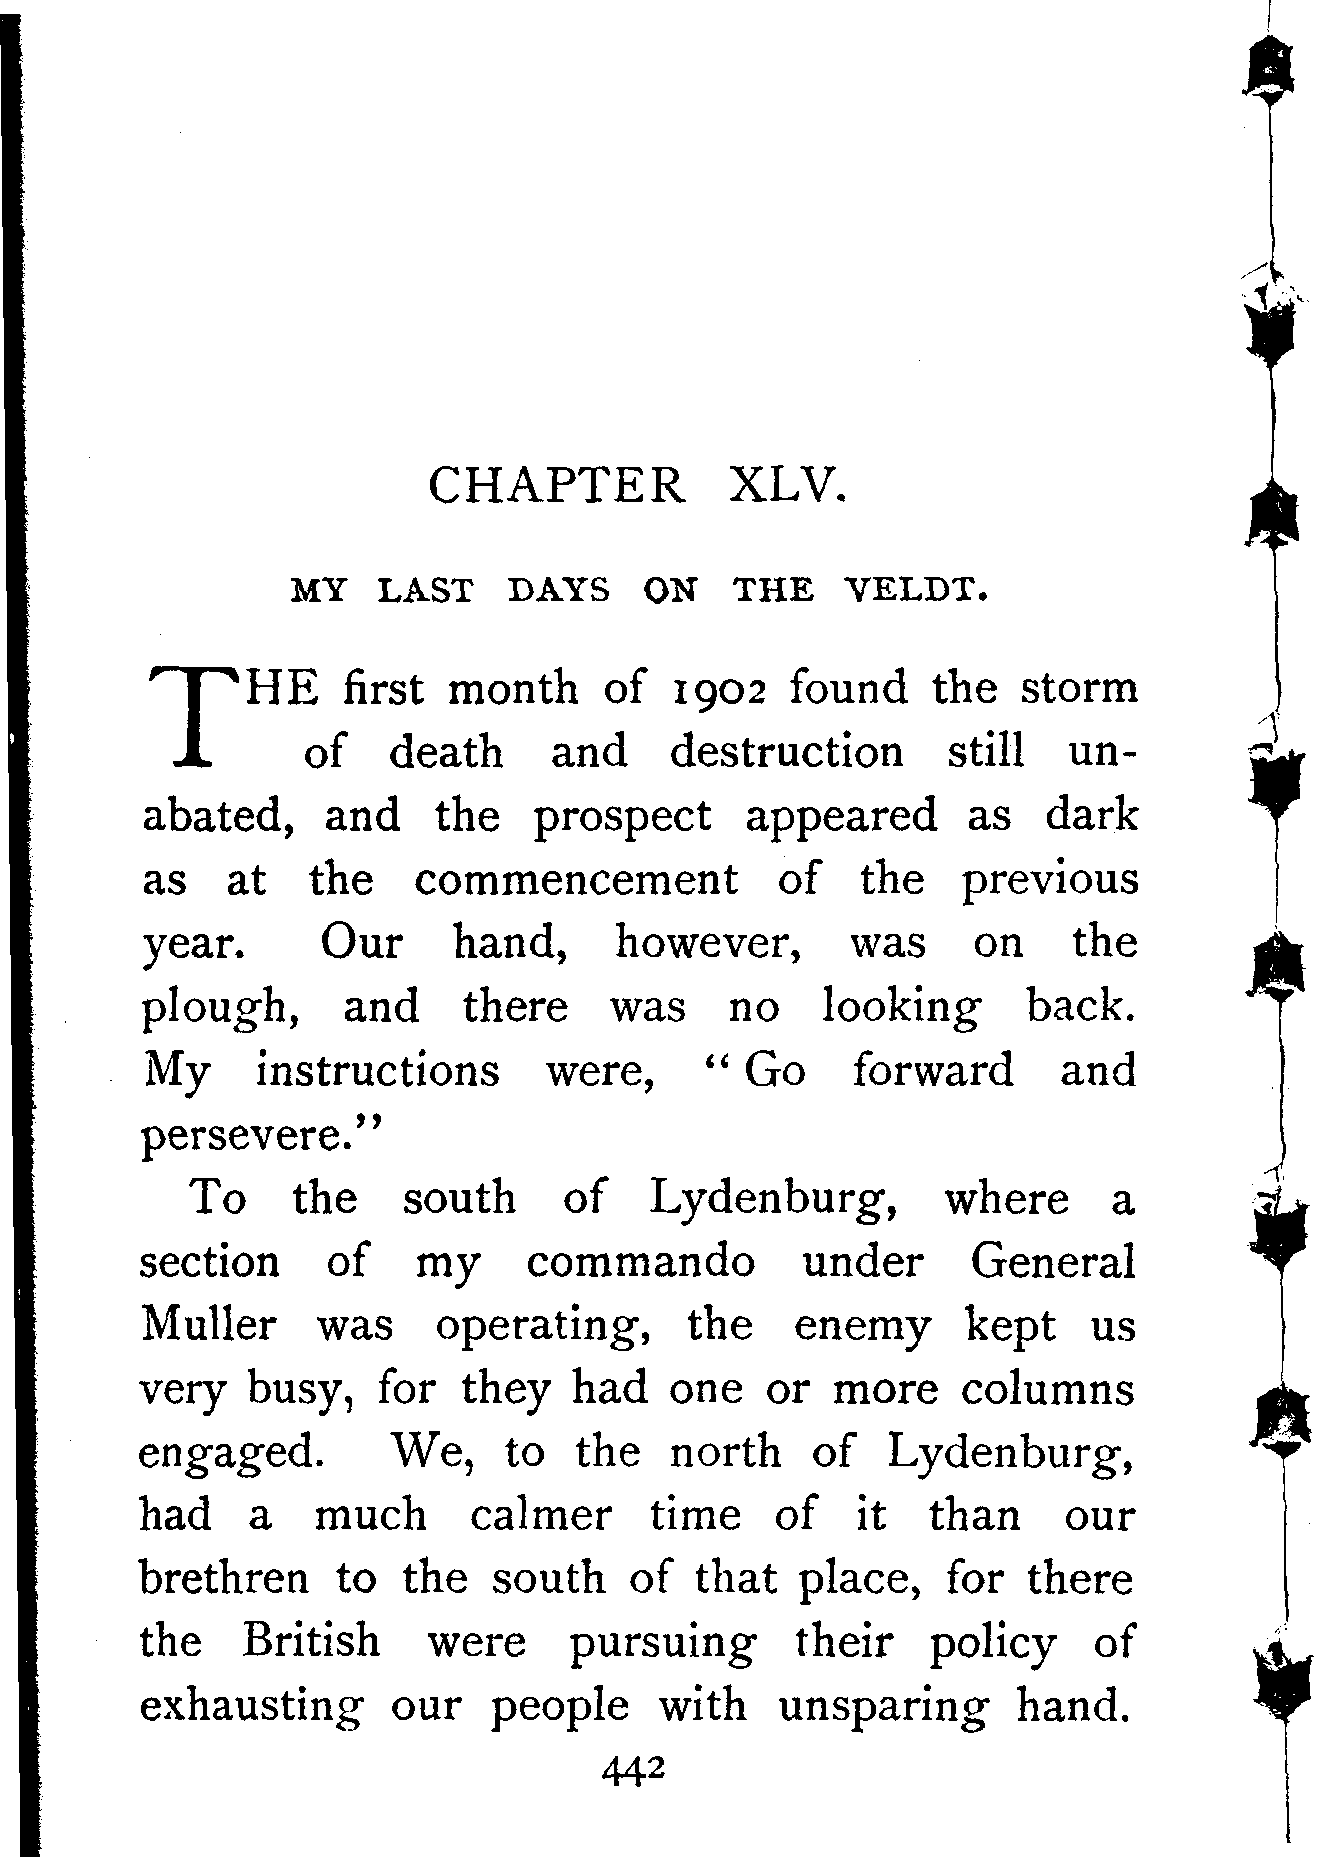 CHAPTER XLV.
MY LAST DAYS ON THE VELDT.
THE first month of 1902 found the storm
of death and destruction still un-
abated, and the prospect appeared as dark
as at the commencement of the previous
year. Our hand, however, was on the
plough, and there was no looking back.
My instructions were, “Go forward and
persevere.”
To the south of Lydenburg, where a
section of my commando under General
Muller was operating, the enemy kept us
very busy, for they had one or more columns
engaged. We, to the north of Lydenburg,
had a much calmer time of it than our
brethren to the south of that place, for there
the British were pursuing their policy of
exhausting our people with unsparing hand.
442